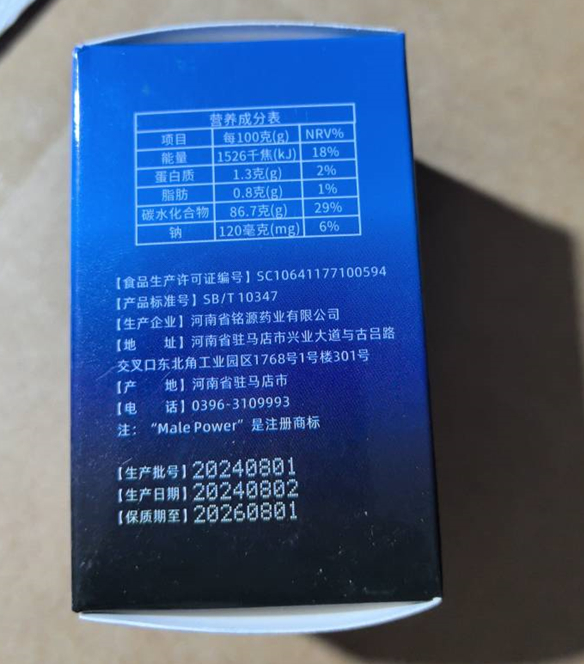 营养成分表
项目 每100克(g) NRV%
能量 1526千焦(kJ) 18%
蛋白质 1.3克(g) 2%
脂肪 0.8克(g) 1%
碳水化合物 86.7克(g) 29%
钠 120毫克(mg) 6%
【食品生产许可证编号】SC10641177100594
【产品标准号】SB/T 10347
【生产企业】河南省铭源药业有限公司
【地 址】河南省驻马店市兴业大道与古吕路
交叉口东北角工业园区1768号1号楼301号
【产 地】河南省驻马店市
【电 话】0396-3109993
注：“Male Power”是注册商标
【生产批号】20240801
【生产日期】20240802
【保质期至】20260801